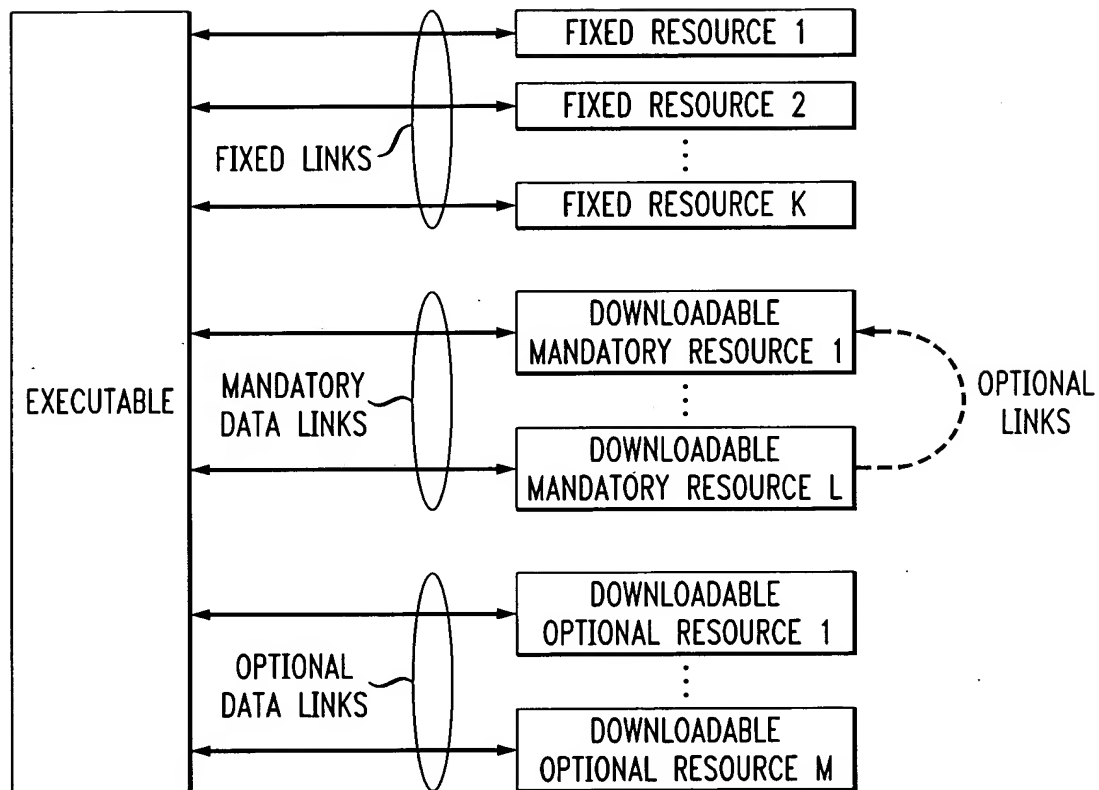 FIXED RESOURCE 1
FIXED RESOURCE 2
FIXED LINKS
FIXED RESOURCE K
DOWNLOADABLE
MANDATORY RESOURCE 1
EXECUTABLE
MANDATORY
DATA LINKS
OPTIONAL
LINKS
DOWNLOADABLE
MANDATORY RESOURCE L
DOWNLOADABLE
OPTIONAL RESOURCE 1
OPTIONAL
DATA LINKS
DOWNLOADABLE
OPTIONAL RESOURCE M